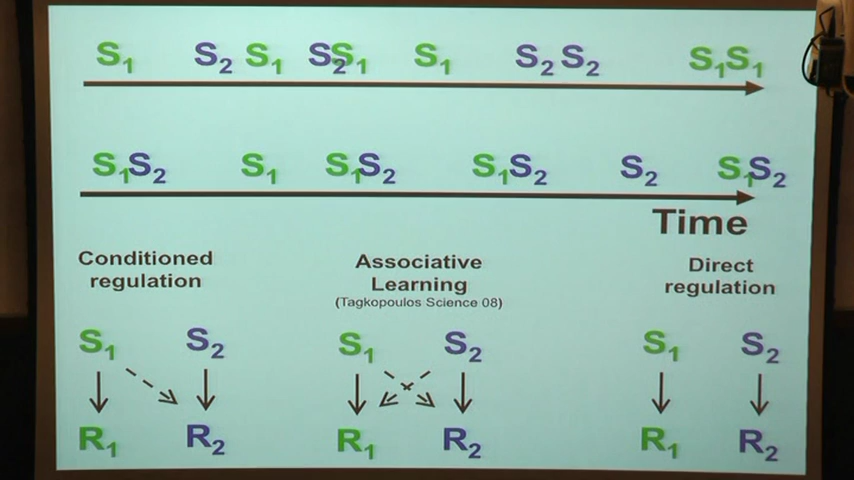 S₁ S₂ S₁ S₂S₁ S₁ S₂ S₂ S₁S₁
S₁S₂ S₁ S₁S₂ S₁S₂ S₂ S₁S₂
Time
Conditioned
regulation
Associative
Learning
(Tagkopoulos Science 08)
Direct
regulation
S₁ S₂ S₁ S₂ S₁ S₂
R₁ R₂ R₁ R₂ R₁ R₂